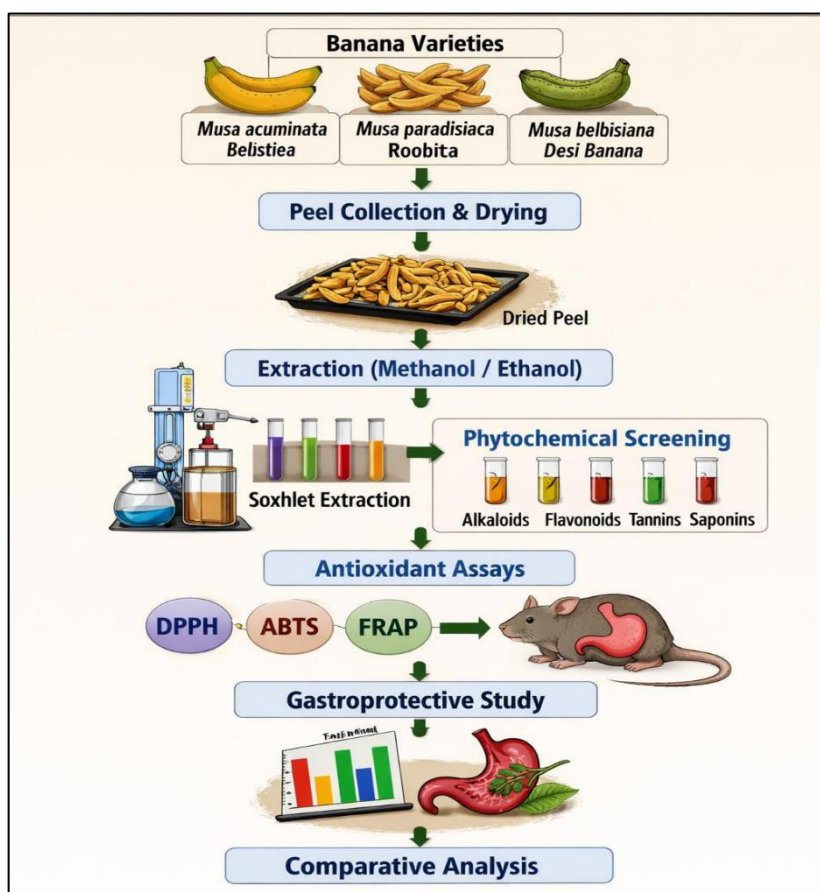 Banana Varieties
Musa acuminata
Belistiea
Musa paradisiaca
Roobita
Musa belbisiana
Desi Banana
Peel Collection & Drying
Dried Peel
Extraction (Methanol / Ethanol)
Soxhlet Extraction
Phytochemical Screening
Alkaloids Flavonoids Tannins Saponins
Antioxidant Assays
DPPH ABTS FRAP
Gastroprotective Study
Comparative Analysis